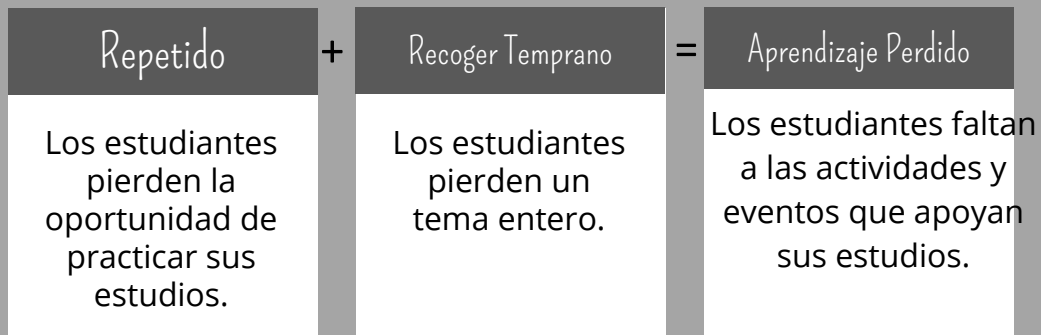 Repetido
+
Recoger Temprano
=
Aprendizaje Perdido
Los estudiantes
pierden la
oportunidad de
practicar sus
estudios.
Los estudiantes
pierden un
tema entero.
Los estudiantes faltan
a las actividades y
eventos que apoyan
sus estudios.